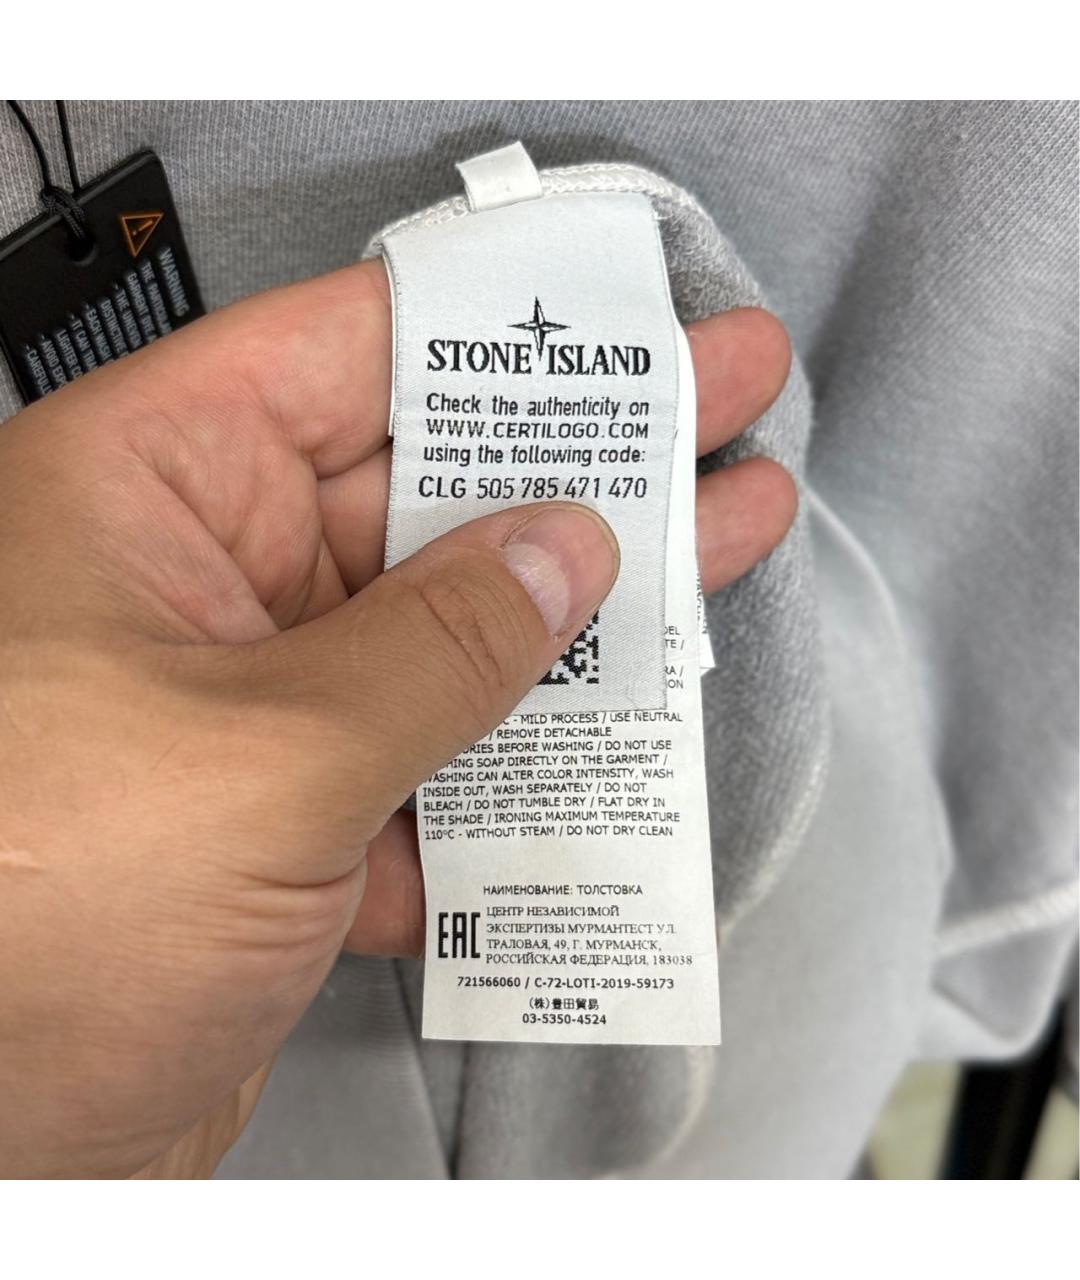 WARNING
STONE ISLAND
Check the authenticity on
WWW.CERTILOGO.COM
using the following code:
CLG 505 785 471 470
- MILD PROCESS / USE NEUTRAL
/ REMOVE DETACHABLE
BEFORE WASHING / DO NOT USE
SOAP DIRECTLY ON THE GARMENT /
WASHING CAN ALTER COLOR INTENSITY, WASH
INSIDE OUT, WASH SEPARATELY / DO NOT
BLEACH / DO NOT TUMBLE DRY / FLAT DRY IN
THE SHADE / IRONING MAXIMUM TEMPERATURE
110°C - WITHOUT STEAM / DO NOT DRY CLEAN
НАИМЕНОВАНИЕ: ТОЛСТОВКА
EAC
ЦЕНТР НЕЗАВИСИМОЙ
ЭКСПЕРТИЗЫ МУРМАНТЕСТ УЛ.
ТРАЛОВАЯ, 49, Г. МУРМАНСК,
РОССИЙСКАЯ ФЕДЕРАЦИЯ, 183038
721566060 / C-72-LOTI-2019-59173
(株)豊田貿易
03-5350-4524